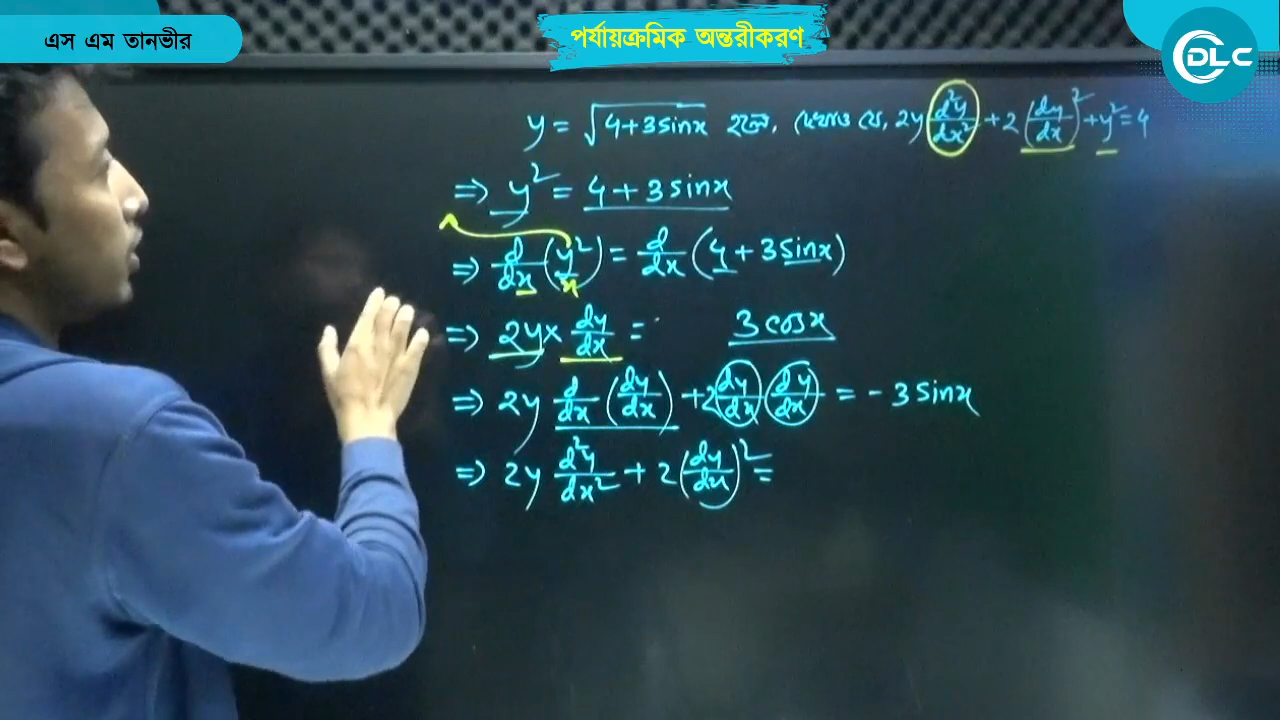 এস এম তানভীর
পর্যায়ক্রমিক অন্তরীকরণ
DLC
y = √(4+3sinx) হলে, দেখাও যে, 2y d²y/dx² + 2(dy/dx)² + y² = 4
⇒ y² = 4 + 3sinx
⇒ d/dx (y²) = d/dx (4 + 3sinx)
x
⇒ 2y × dy/dx = 3cosx
⇒ 2y d/dx (dy/dx) + 2 dy/dx (dy/dx) = -3sinx
⇒ 2y d²y/dx² + 2(dy/dx)² =